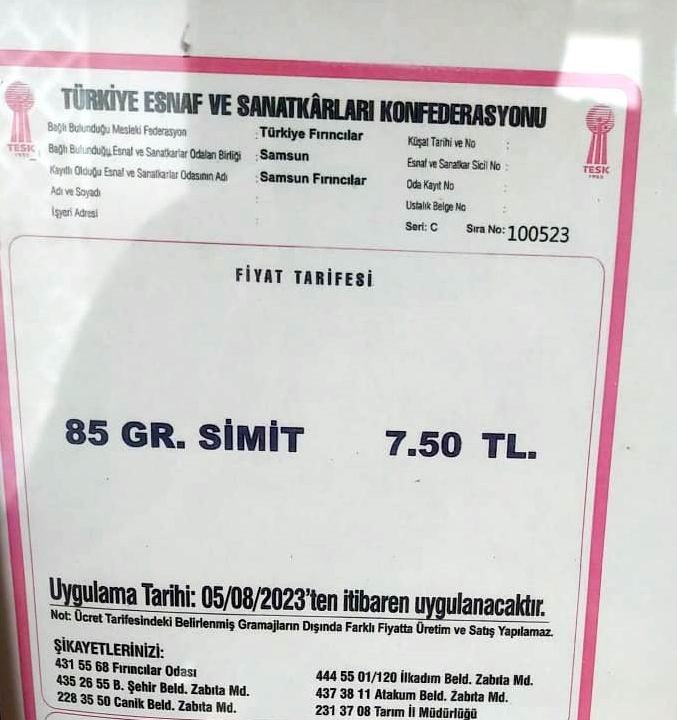 TÜRKİYE ESNAF VE SANATKÂRLARI KONFEDERASYONU
TESK
Bağlı Bulunduğu Mesleki Federasyon : Türkiye Fırıncılar
Bağlı Bulunduğu Esnaf ve Sanatkarlar Odaları Birliği : Samsun
Kayıtlı Olduğu Esnaf ve Sanatkarlar Odasının Adı : Samsun Fırıncılar
Adı ve Soyadı :
İşyeri Adresi :
Küşat Tarihi ve No :
Esnaf ve Sanatkar Sicil No :
Oda Kayıt No :
Ustalık Belge No :
Seri: C Sıra No: 100523
TESK
FİYAT TARİFESİ
85 GR. SİMİT 7.50 TL.
Uygulama Tarihi: 05/08/2023'ten itibaren uygulanacaktır.
Not: Ücret Tarifesindeki Belirlenmiş Gramajların Dışında Farklı Fiyatta Üretim ve Satış Yapılamaz.
ŞİKAYETLERİNİZİ:
431 55 68 Fırıncılar Odası
435 26 55 B. Şehir Beld. Zabıta Md.
228 35 50 Canik Beld. Zabıta Md.
444 55 01/120 İlkadım Beld. Zabıta Md.
437 38 11 Atakum Beld. Zabıta Md.
231 37 08 Tarım İl Müdürlüğü